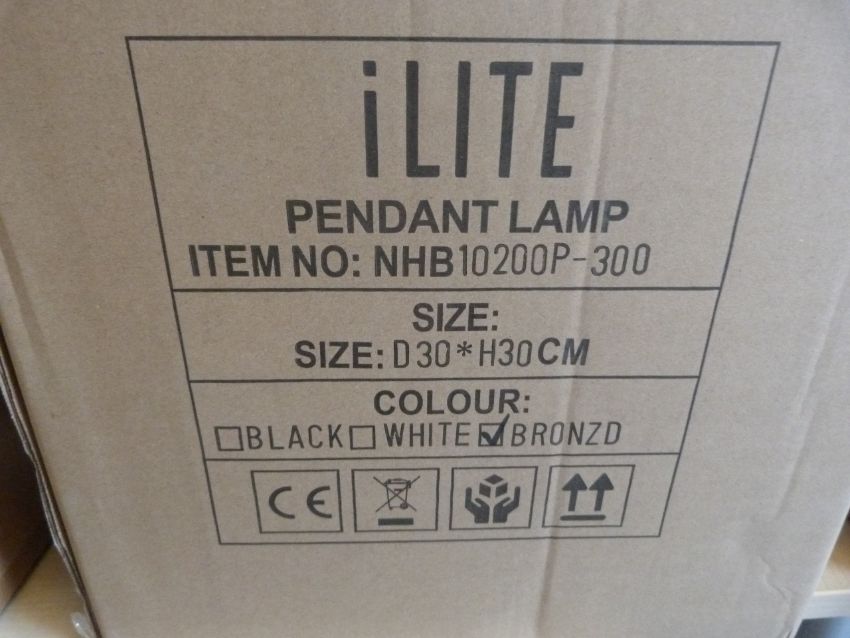 iLITE
PENDANT LAMP
ITEM NO: NHB10200P-300
SIZE:
SIZE: D30*H30CM
COLOUR:
☐BLACK☐ WHITE☑BRONZD
CE